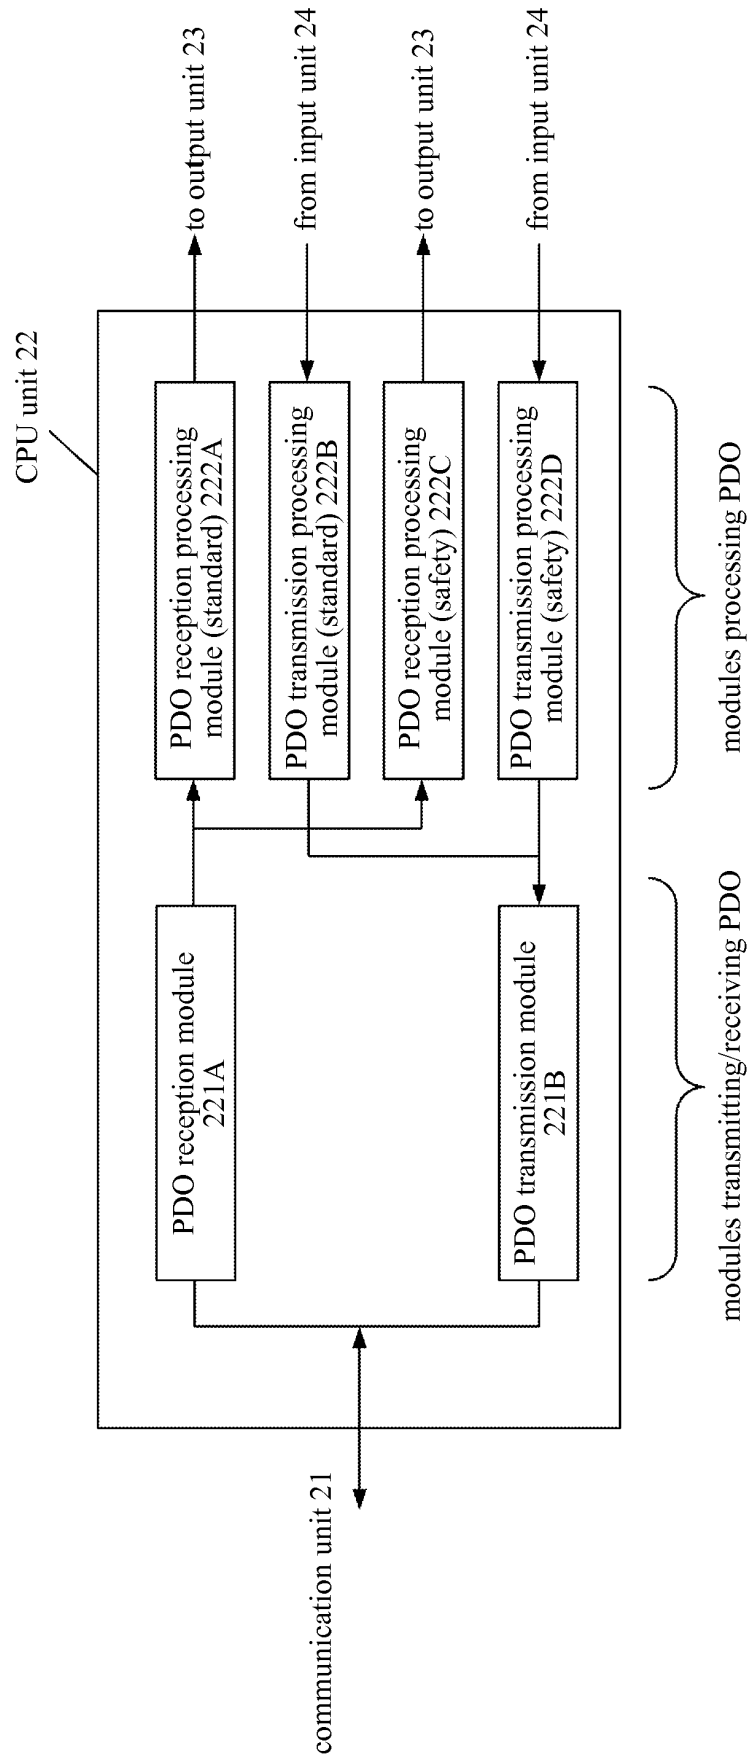 CPU unit 22
communication unit 21
PDO reception module
221A
PDO transmission module
221B
PDO reception processing
module (standard) 222A
PDO transmission processing
module (standard) 222B
PDO reception processing
module (safety) 222C
PDO transmission processing
module (safety) 222D
to output unit 23
from input unit 24
to output unit 23
from input unit 24
modules transmitting/receiving PDO
modules processing PDO